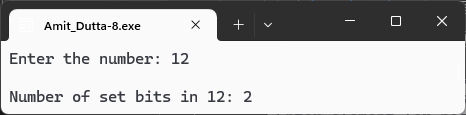 Amit_Dutta-8.exe
Enter the number: 12
Number of set bits in 12: 2